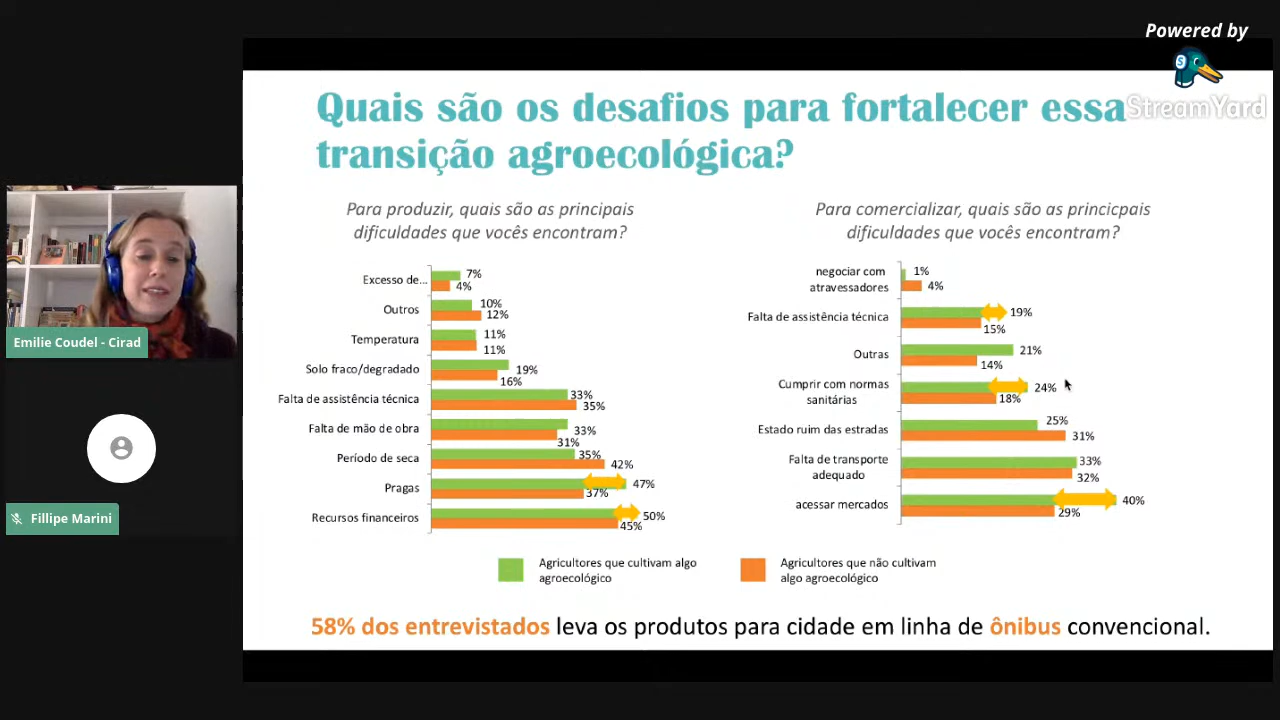 Powered by
StreamYard
Quais são os desafios para fortalecer essa
transição agroecológica?
Para produzir, quais são as principais
dificuldades que vocês encontram?
Excesso de...
7%
4%
Outros
10%
12%
Temperatura
11%
11%
Solo fraco/degradado
19%
16%
Falta de assistência técnica
33%
35%
Falta de mão de obra
33%
31%
Período de seca
35%
42%
Pragas
47%
37%
Recursos financeiros
50%
45%
Para comercializar, quais são as princicpais
dificuldades que vocês encontram?
negociar com
atravessadores
1%
4%
Falta de assistência técnica
19%
15%
Outras
21%
14%
Cumprir com normas
sanitárias
24%
18%
Estado ruim das estradas
25%
31%
Falta de transporte
adequado
33%
32%
acessar mercados
40%
29%
Agricultores que cultivam algo
agroecológico
Agricultores que não cultivam
algo agroecológico
58% dos entrevistados leva os produtos para cidade em linha de ônibus convencional.
Emilie Coudel - Cirad
Fillipe Marini